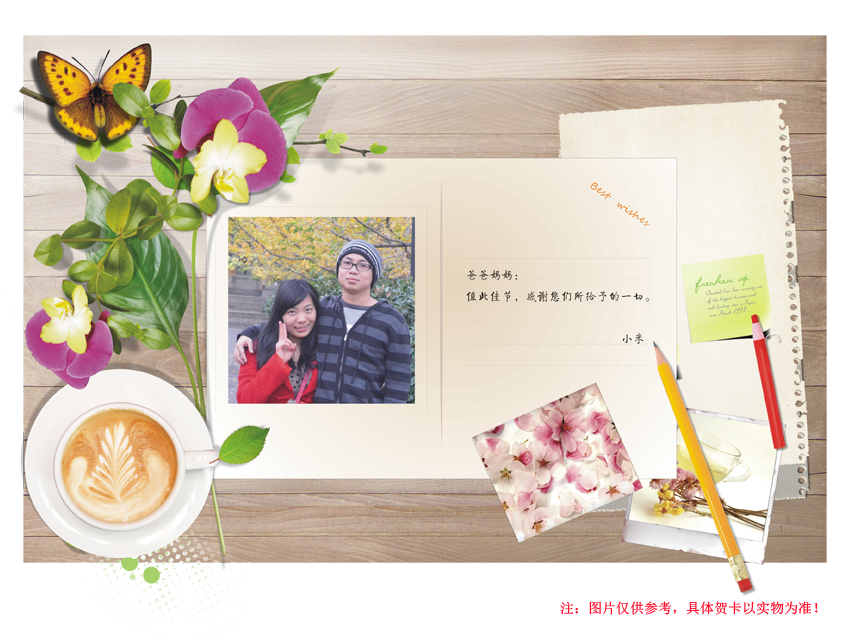 Best wishes
爸爸妈妈：
值此佳节，感谢您们所给予的一切。
小米
freshen up
注：图片仅供参考，具体贺卡以实物为准！